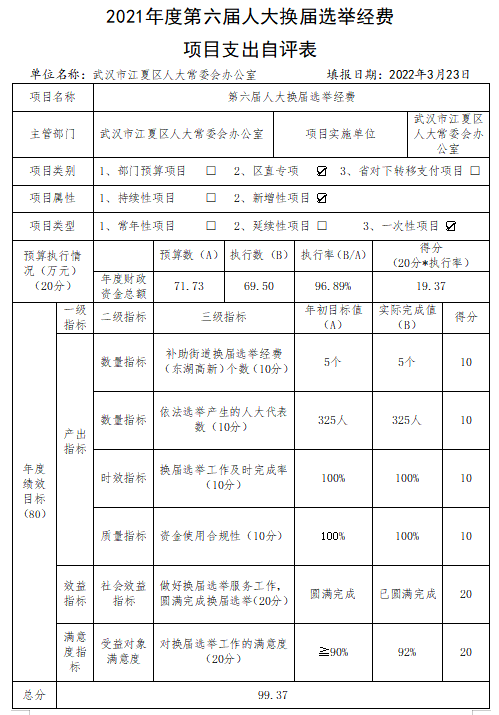 2021年度第六届人大换届选举经费
项目支出自评表
单位名称：武汉市江夏区人大常委会办公室 填报日期：2022年3月23日
项目名称 第六届人大换届选举经费
主管部门 武汉市江夏区人大常委会办公室 项目实施单位 武汉市江夏区人大常委会办公室
项目类别 1、部门预算项目 □ 2、区直专项 ☑ 3、省对下转移支付项目 □
项目属性 1、持续性项目 □ 2、新增性项目 ☑
项目类型 1、常年性项目 □ 2、延续性项目 □ 3、一次性项目 ☑
预算执行情况（万元）（20分） 预算数（A） 执行数（B） 执行率（B/A） 得分（20分*执行率）
年度财政资金总额 71.73 69.50 96.89% 19.37
年度绩效目标（80） 一级指标 二级指标 三级指标 年初目标值（A） 实际完成值（B） 得分
产出指标 数量指标 补助街道换届选举经费（东湖高新）个数（10分） 5个 5个 10
数量指标 依法选举产生的人大代表数（10分） 325人 325人 10
时效指标 换届选举工作及时完成率（10分） 100% 100% 10
质量指标 资金使用合规性（10分） 100% 100% 10
效益指标 社会效益指标 做好换届选举服务工作，圆满完成换届选举（20分） 圆满完成 已圆满完成 20
满意度指标 受益对象满意度 对换届选举工作的满意度（20分） ≧90% 92% 20
总分 99.37